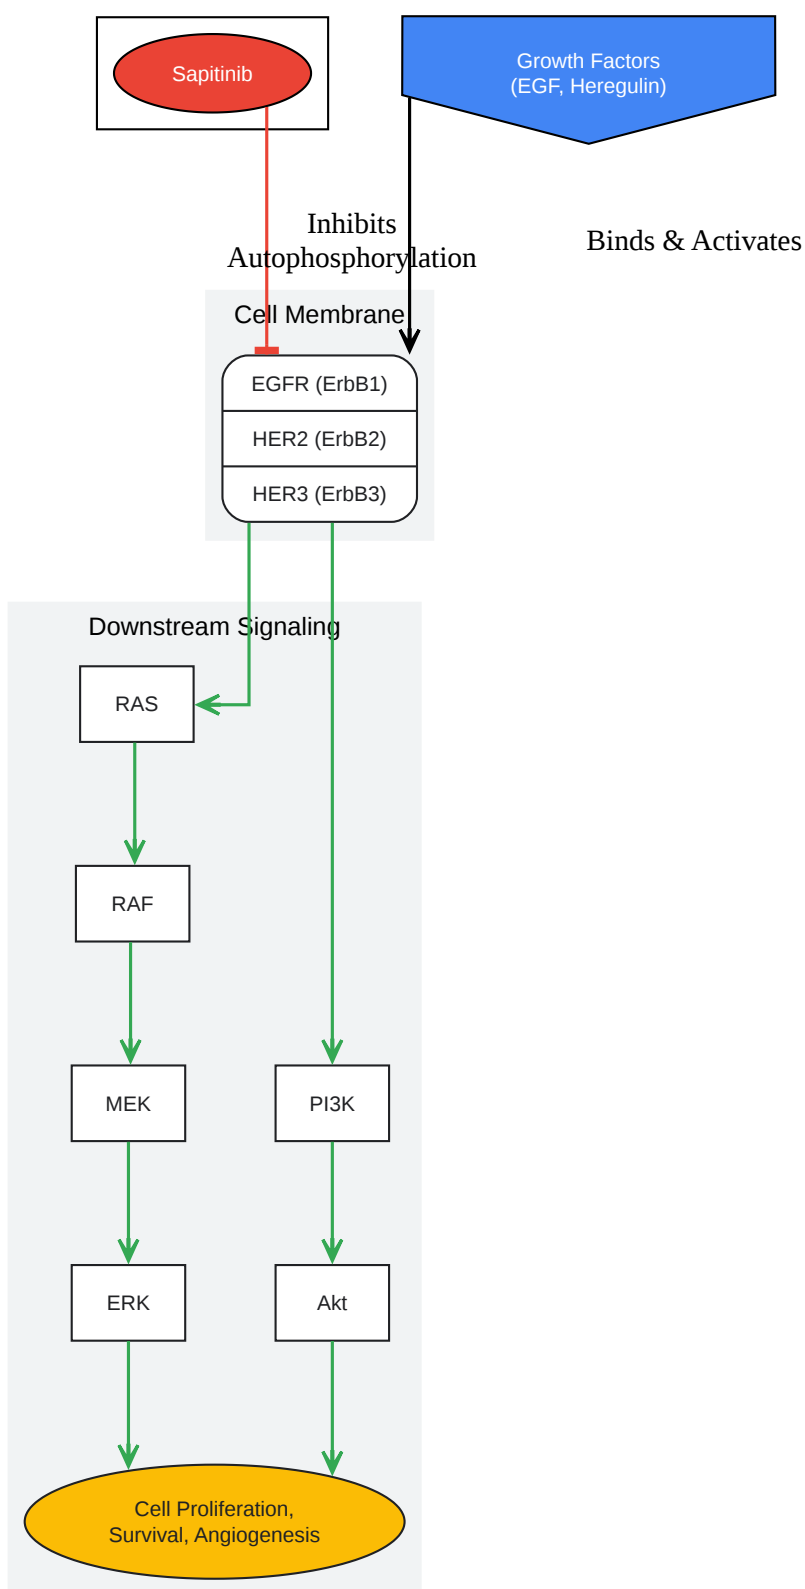 Sapitinib
Growth Factors
(EGF, Heregulin)
Inhibits
Autophosphorylation
Binds & Activates
Cell Membrane
EGFR (ErbB1)
HER2 (ErbB2)
HER3 (ErbB3)
Downstream Signaling
RAS
RAF
MEK
PI3K
ERK
Akt
Cell Proliferation,
Survival, Angiogenesis